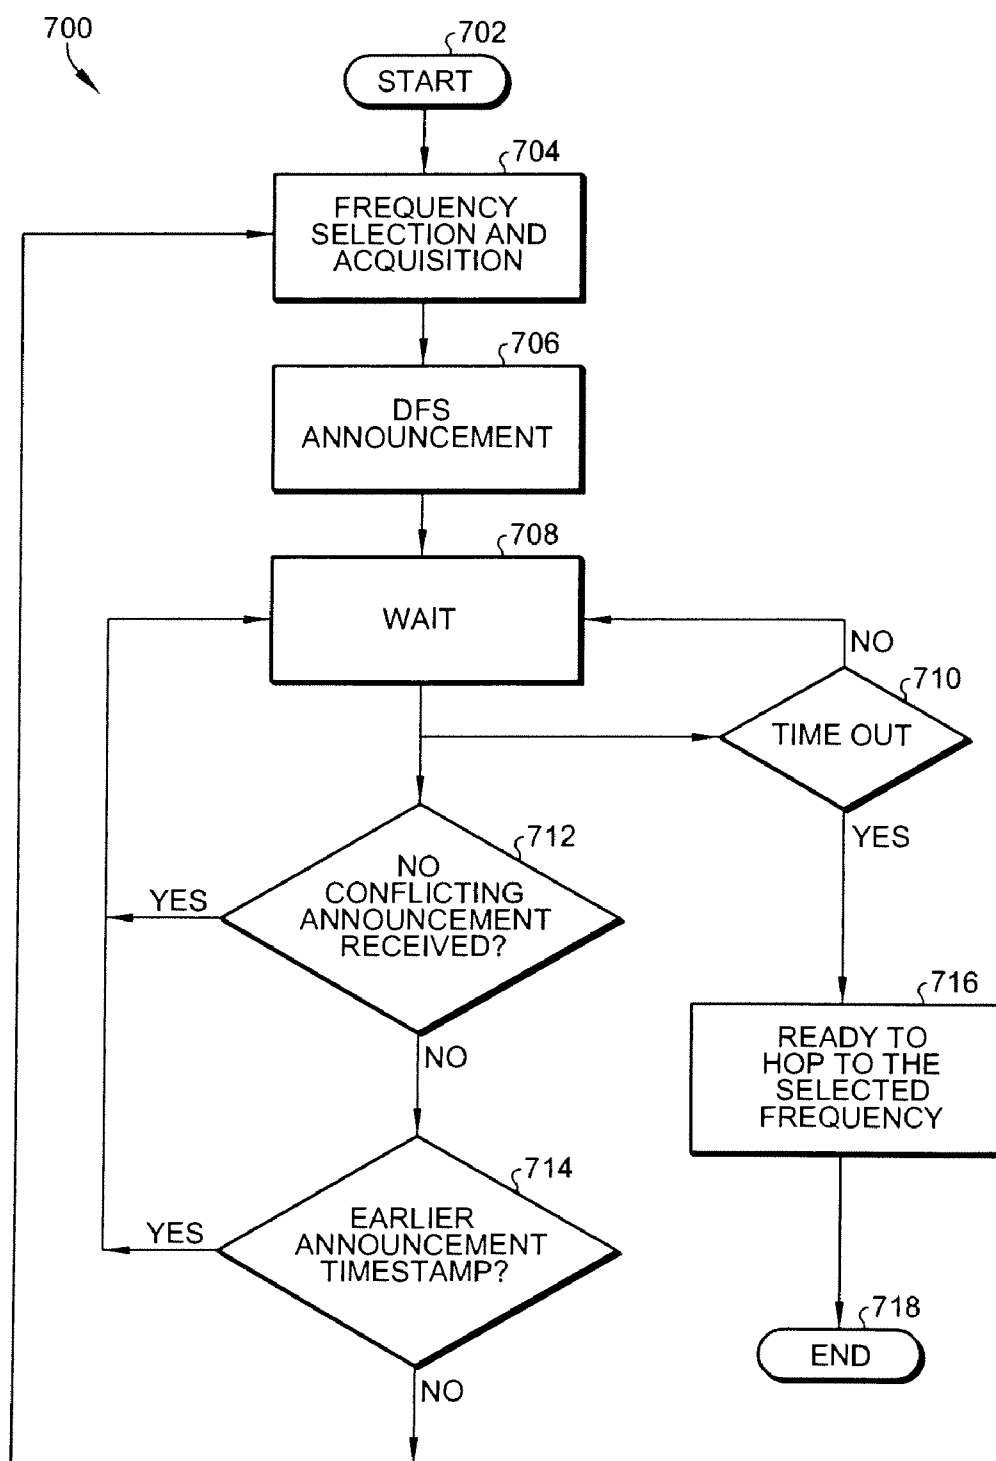 700
702
START
704
FREQUENCY
SELECTION AND
ACQUISITION
706
DFS
ANNOUNCEMENT
708
WAIT
NO
710
TIME OUT
YES
712
NO
CONFLICTING
ANNOUNCEMENT
RECEIVED?
YES
NO
716
READY TO
HOP TO THE
SELECTED
FREQUENCY
714
EARLIER
ANNOUNCEMENT
TIMESTAMP?
YES
NO
718
END